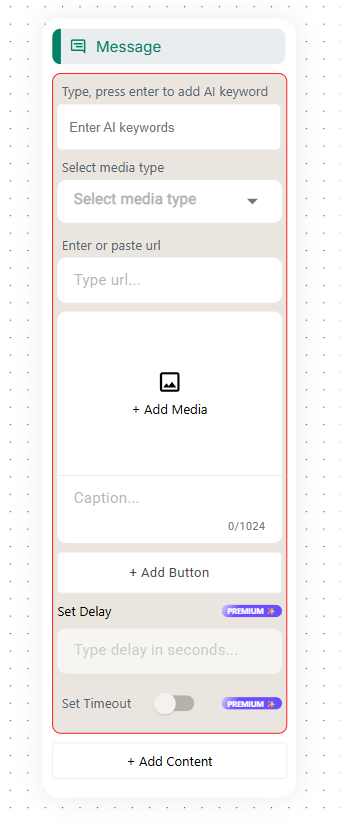 Message
Type, press enter to add AI keyword
Enter AI keywords
Select media type
Select media type
Enter or paste url
Type url...
+ Add Media
Caption...
0/1024
+ Add Button
Set Delay PREMIUM ✨
Type delay in seconds...
Set Timeout PREMIUM ✨
+ Add Content